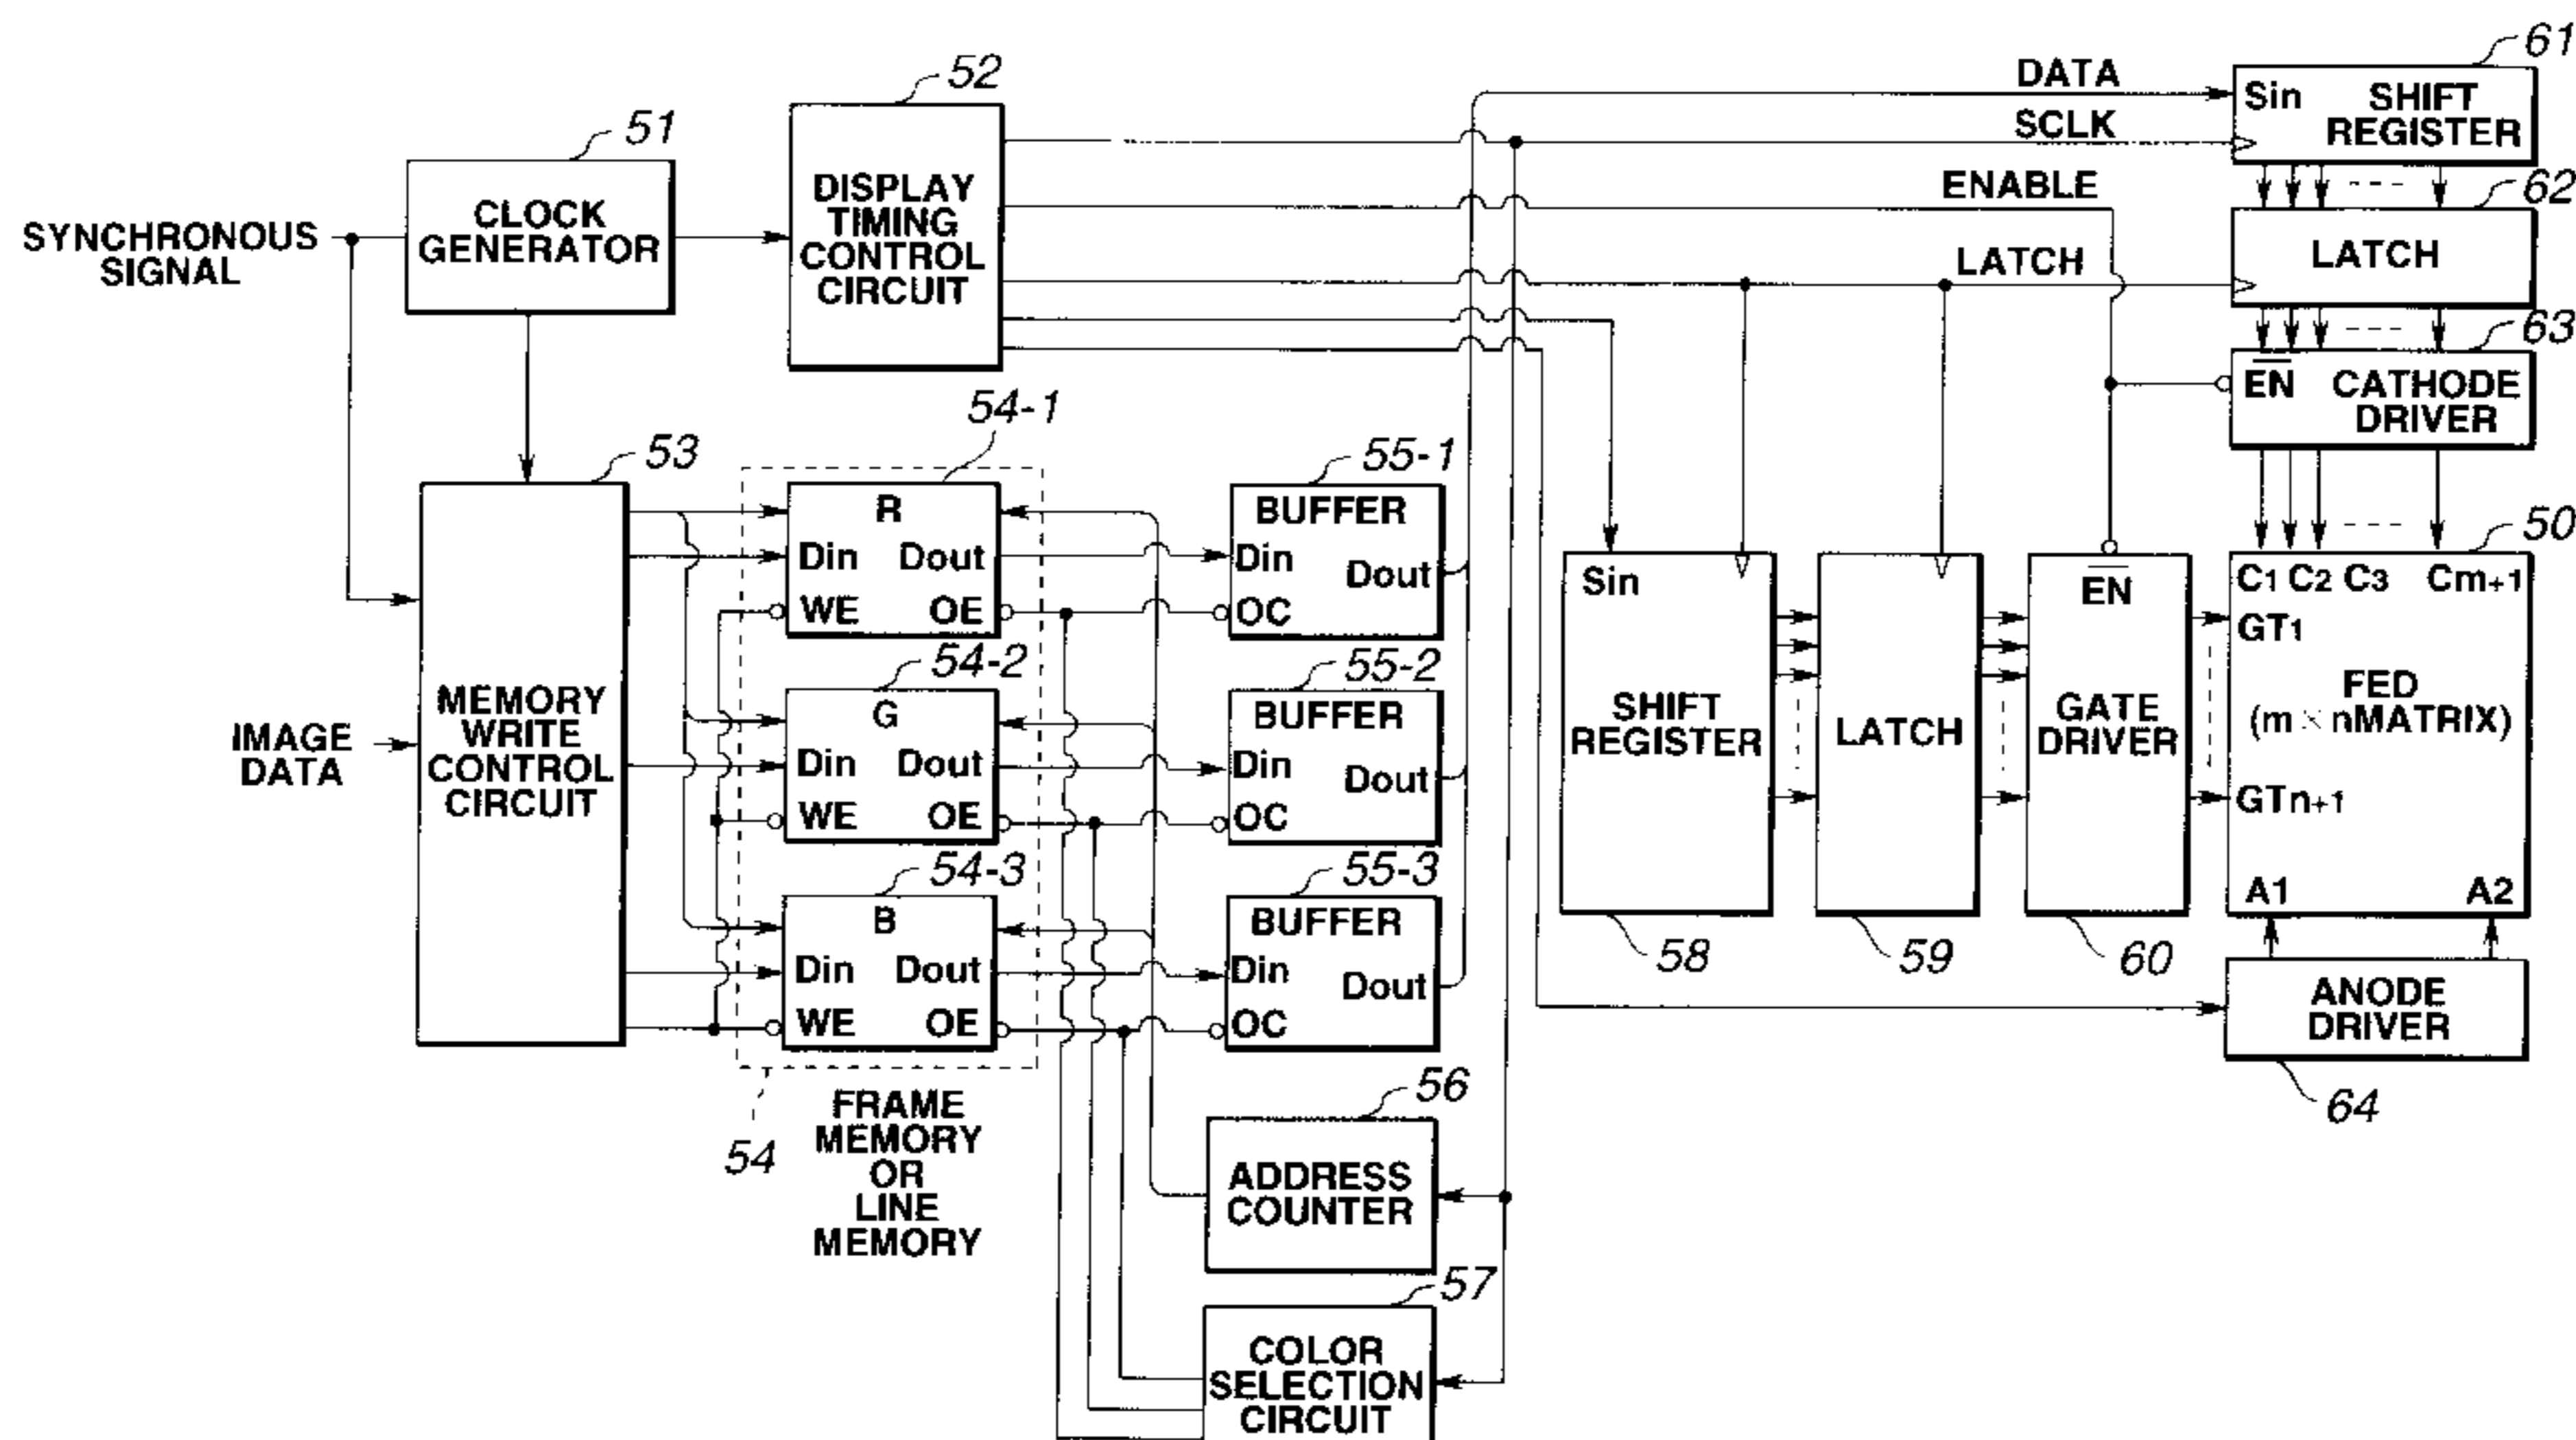 61
52
DATA
Sin SHIFT REGISTER
SCLK
51
DISPLAY TIMING CONTROL CIRCUIT
ENABLE
62
CLOCK GENERATOR
SYNCHRONOUS SIGNAL
LATCH
LATCH
63
EN CATHODE DRIVER
54-1
53
55-1
50
R
Din Dout
WE OE
BUFFER
Din
Dout
OC
Sin
EN
C1 C2 C3 Cm+1
GT1
54-2
55-2
MEMORY WRITE CONTROL CIRCUIT
IMAGE DATA
G
Din Dout
WE OE
BUFFER
Din
Dout
OC
SHIFT REGISTER
LATCH
GATE DRIVER
FED
(m × nMATRIX)
GTn+1
54-3
55-3
B
Din Dout
WE OE
BUFFER
Din
Dout
OC
A1 A2
58
59
60
ANODE DRIVER
64
54
FRAME
MEMORY
OR
LINE
MEMORY
56
ADDRESS
COUNTER
57
COLOR
SELECTION
CIRCUIT